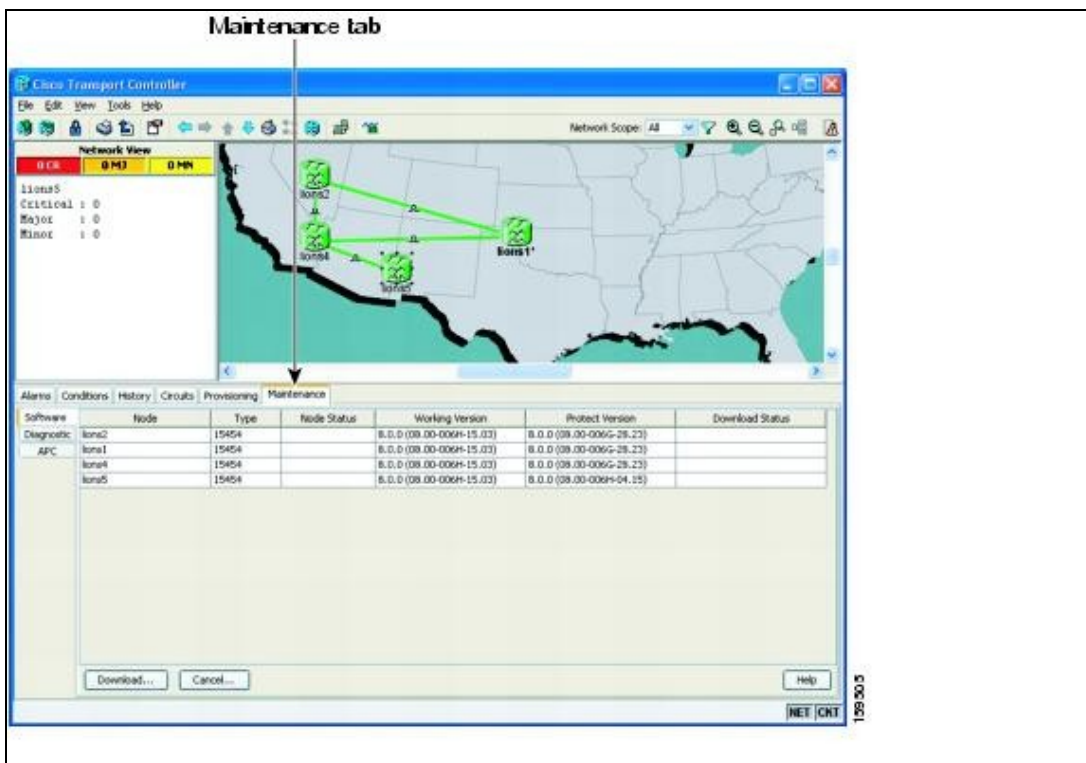 Maintenance tab
Cisco Transport Controller
File Edit View Tools Help
Network Scope: All
Network View
0 CR 0 MJ 0 MN
lions5
Critical : 0
Major : 0
Minor : 0
lions2
lions4
lions5
lions1*
Alarms Conditions History Circuits Provisioning Maintenance
Software
Diagnostic
APC
Node Type Node Status Working Version Protect Version Download Status
lions2 15454 8.0.0 (08.00-006H-15.03) 8.0.0 (08.00-006G-28.23)
lions1 15454 8.0.0 (08.00-006H-15.03) 8.0.0 (08.00-006G-28.23)
lions4 15454 8.0.0 (08.00-006H-15.03) 8.0.0 (08.00-006G-28.23)
lions5 15454 8.0.0 (08.00-006H-15.03) 8.0.0 (08.00-006H-04.15)
Download... Cancel... Help
NET CKT
159505